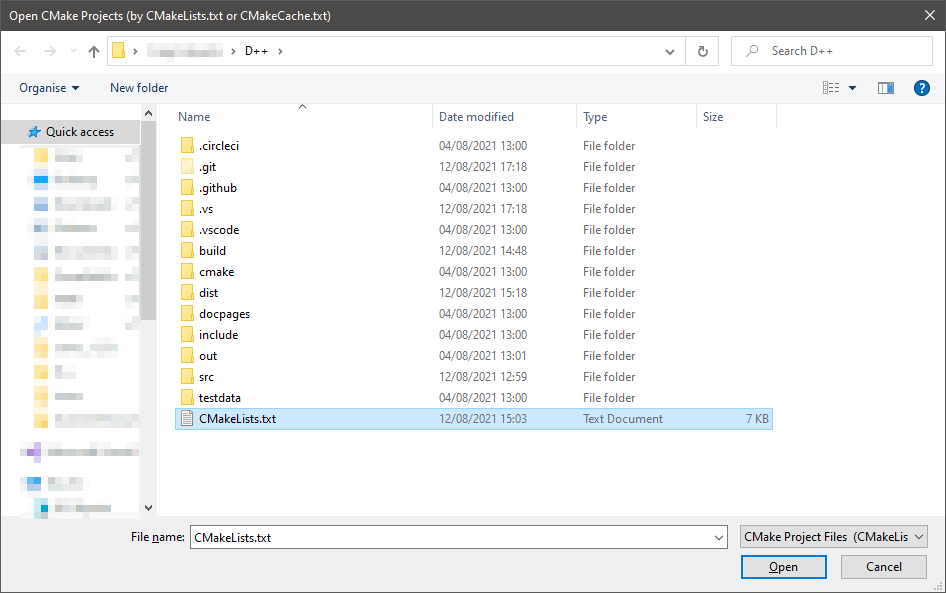 Open CMake Projects (by CMakeLists.txt or CMakeCache.txt)
D++
Search D++
Organise New folder
Quick access
Name Date modified Type Size
.circleci 04/08/2021 13:00 File folder
.git 12/08/2021 17:18 File folder
.github 04/08/2021 13:00 File folder
.vs 12/08/2021 17:18 File folder
.vscode 04/08/2021 13:00 File folder
build 12/08/2021 14:48 File folder
cmake 04/08/2021 13:00 File folder
dist 12/08/2021 15:18 File folder
docpages 04/08/2021 13:00 File folder
include 04/08/2021 13:00 File folder
out 04/08/2021 13:01 File folder
src 12/08/2021 12:59 File folder
testdata 04/08/2021 13:00 File folder
CMakeLists.txt 12/08/2021 15:03 Text Document 7 KB
File name: CMakeLists.txt CMake Project Files (CMakeLis
Open Cancel